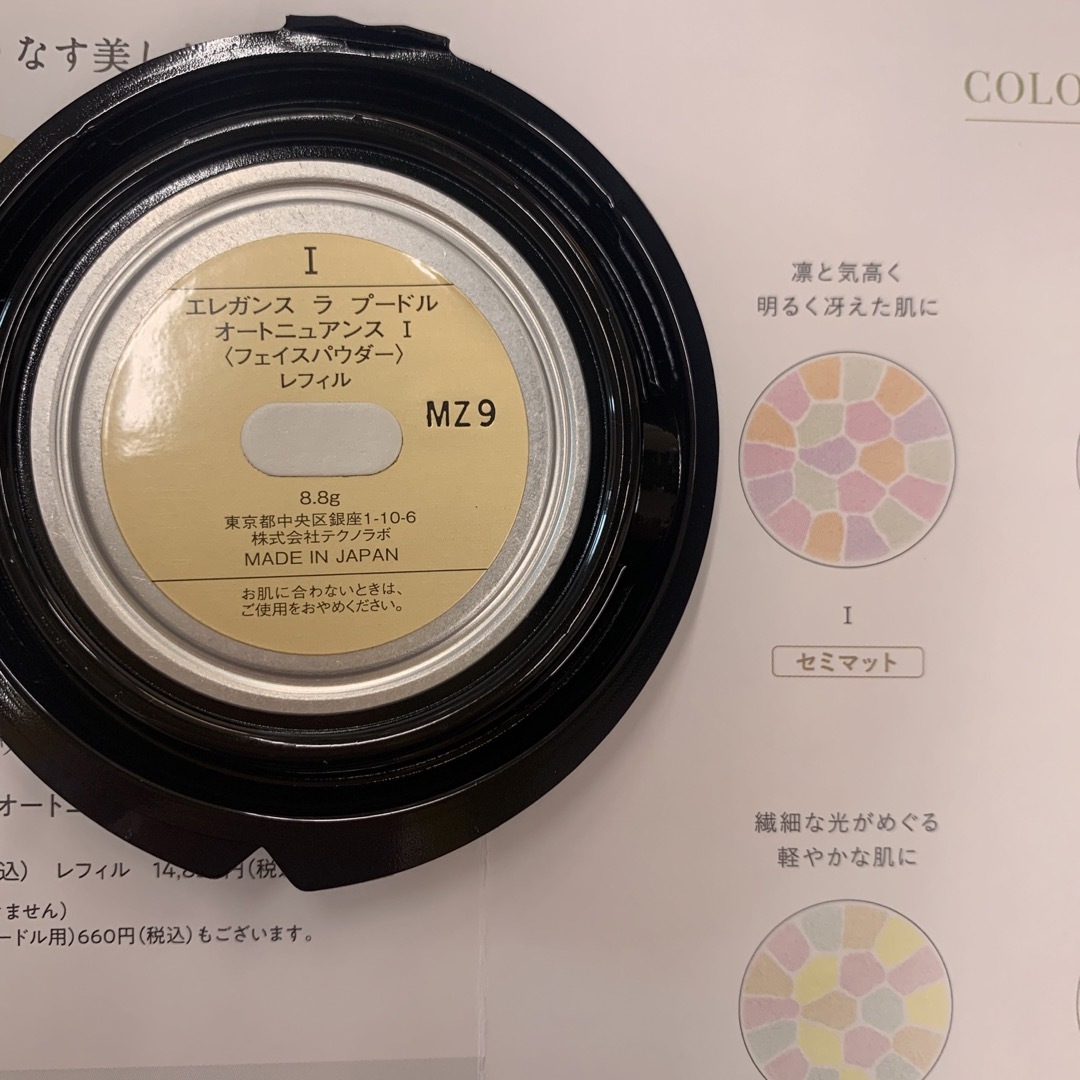 なす美し
COLO
I
エレガンス ラ プードル
オートニュアンス I
〈フェイスパウダー〉
レフィル
MZ9
8.8g
東京都中央区銀座1-10-6
株式会社テクノラボ
MADE IN JAPAN
お肌に合わないときは、
ご使用をおやめください。
凛と気高く
明るく冴えた肌に
I
セミマット
繊細な光がめぐる
軽やかな肌に
オート
込) レフィル 14,8 円(税
ません)
ードル用)660円(税込)もございます。